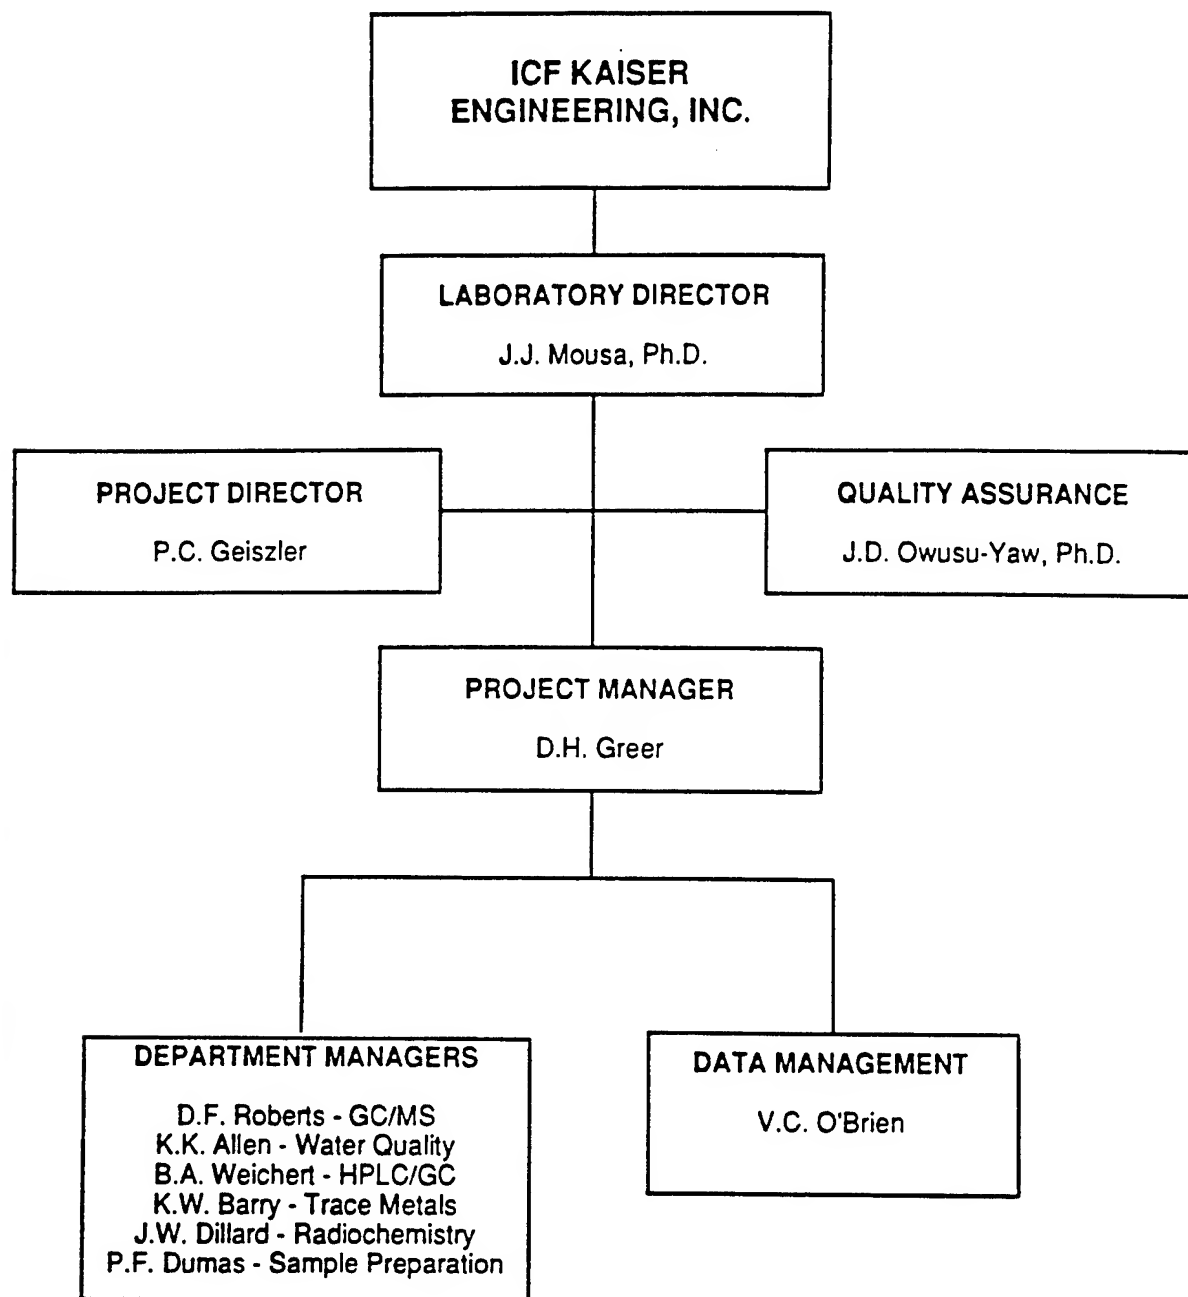 ICF KAISER
ENGINEERING, INC.
LABORATORY DIRECTOR
J.J. Mousa, Ph.D.
PROJECT DIRECTOR
P.C. Geiszler
QUALITY ASSURANCE
J.D. Owusu-Yaw, Ph.D.
PROJECT MANAGER
D.H. Greer
DEPARTMENT MANAGERS
D.F. Roberts - GC/MS
K.K. Allen - Water Quality
B.A. Weichert - HPLC/GC
K.W. Barry - Trace Metals
J.W. Dillard - Radiochemistry
P.F. Dumas - Sample Preparation
DATA MANAGEMENT
V.C. O'Brien